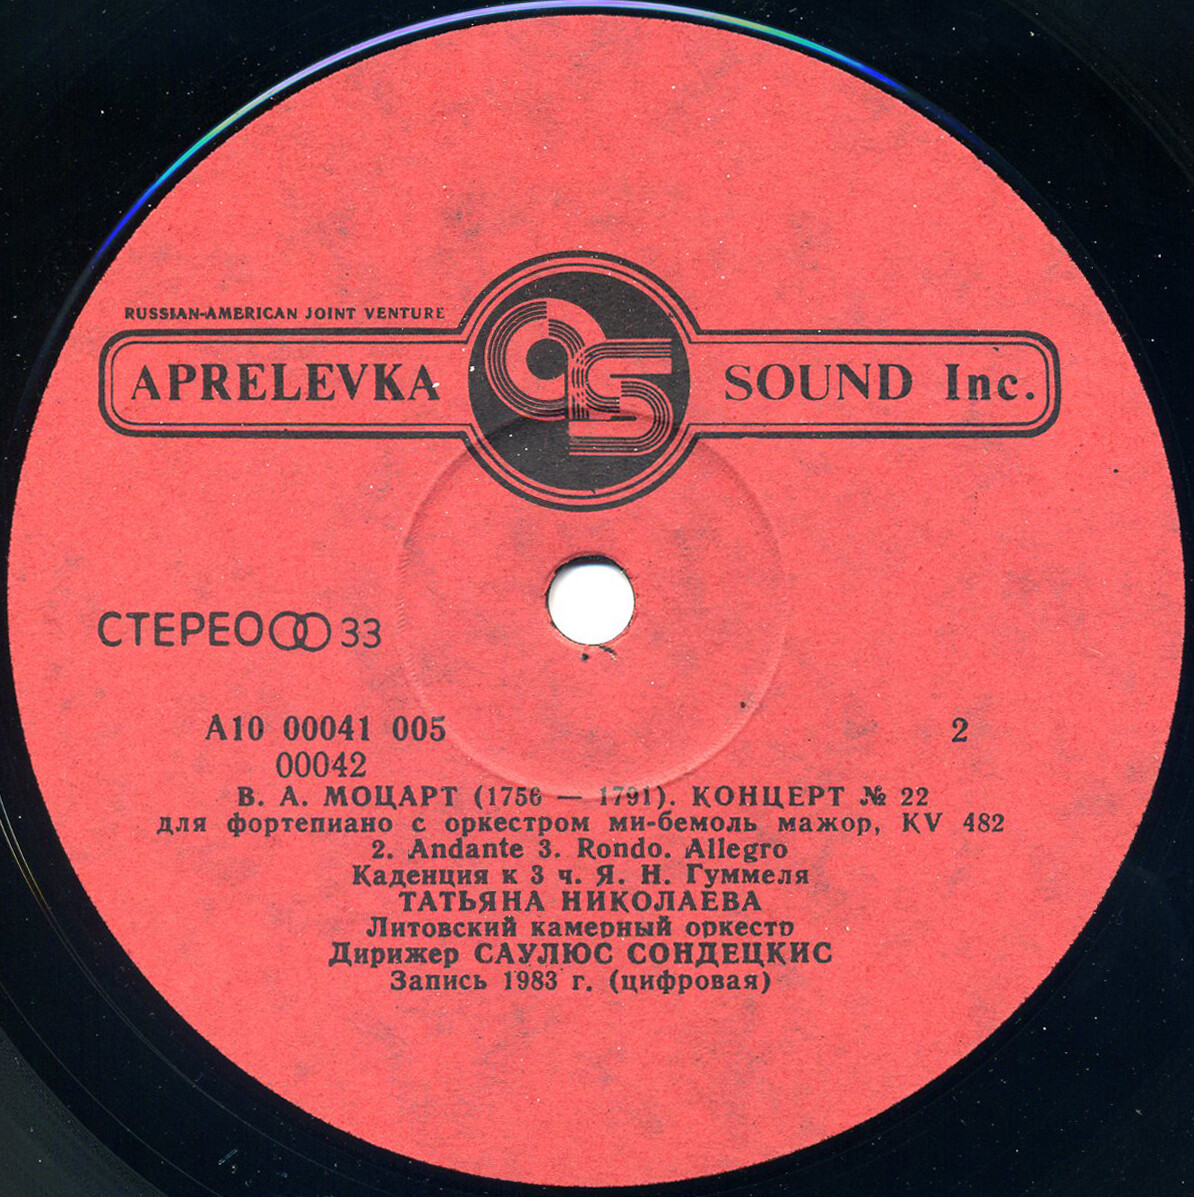 RUSSIAN-AMERICAN JOINT VENTURE
APRELEVKA SOUND Inc.
СТЕРЕО 33
А10 00041 005 2
00042
В. А. МОЦАРТ (1756 — 1791). КОНЦЕРТ № 22
для фортепиано с оркестром ми-бемоль мажор, KV 482
2. Andante 3. Rondo. Allegro
Каденция к 3 ч. Я. Н. Гуммеля
ТАТЬЯНА НИКОЛАЕВА
Литовский камерный оркестр
Дирижер САУЛЮС СОНДЕЦКИС
Запись 1983 г. (цифровая)